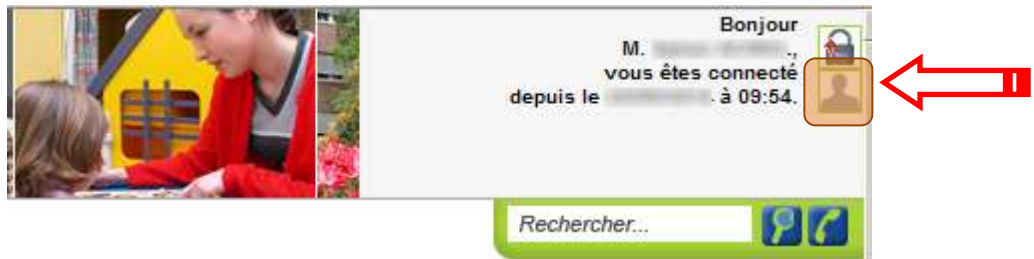 Bonjour
M. .,
vous êtes connecté
depuis le à 09:54.
Rechercher...